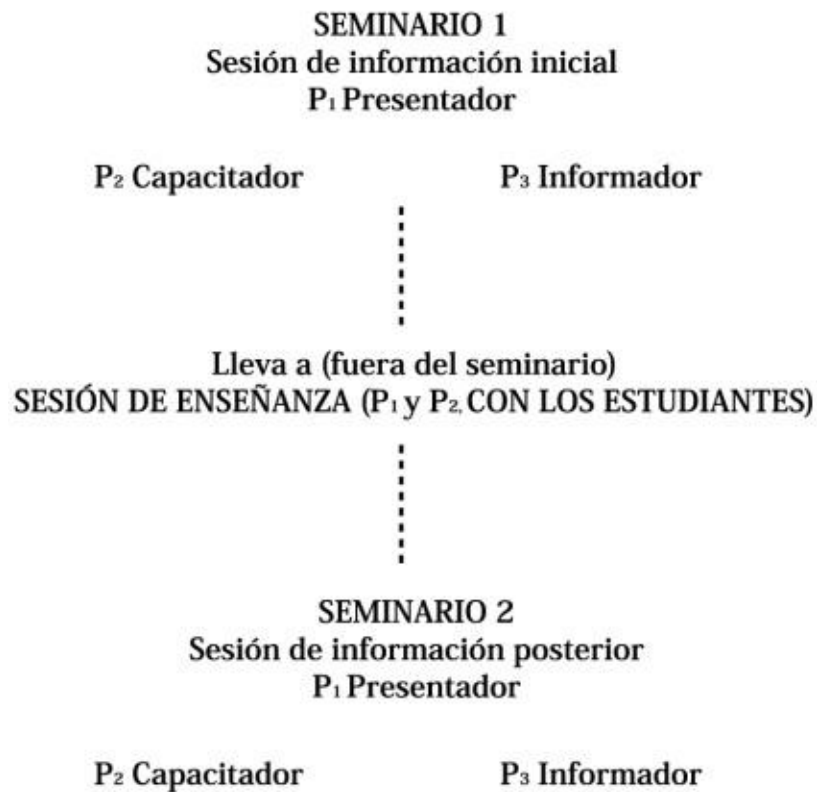 SEMINARIO 1
Sesión de información inicial
P₁ Presentador
P₂ Capacitador P₃ Informador
Lleva a (fuera del seminario)
SESIÓN DE ENSEÑANZA (P₁ y P₂, CON LOS ESTUDIANTES)
SEMINARIO 2
Sesión de información posterior
P₁ Presentador
P₂ Capacitador P₃ Informador